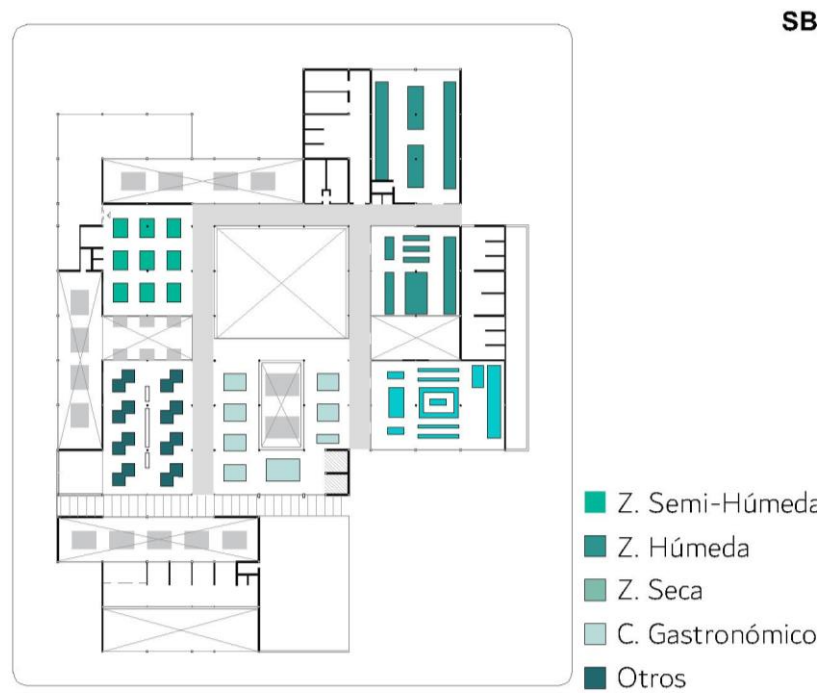 SB
Z. Semi-Húmeda
Z. Húmeda
Z. Seca
C. Gastronómico
Otros